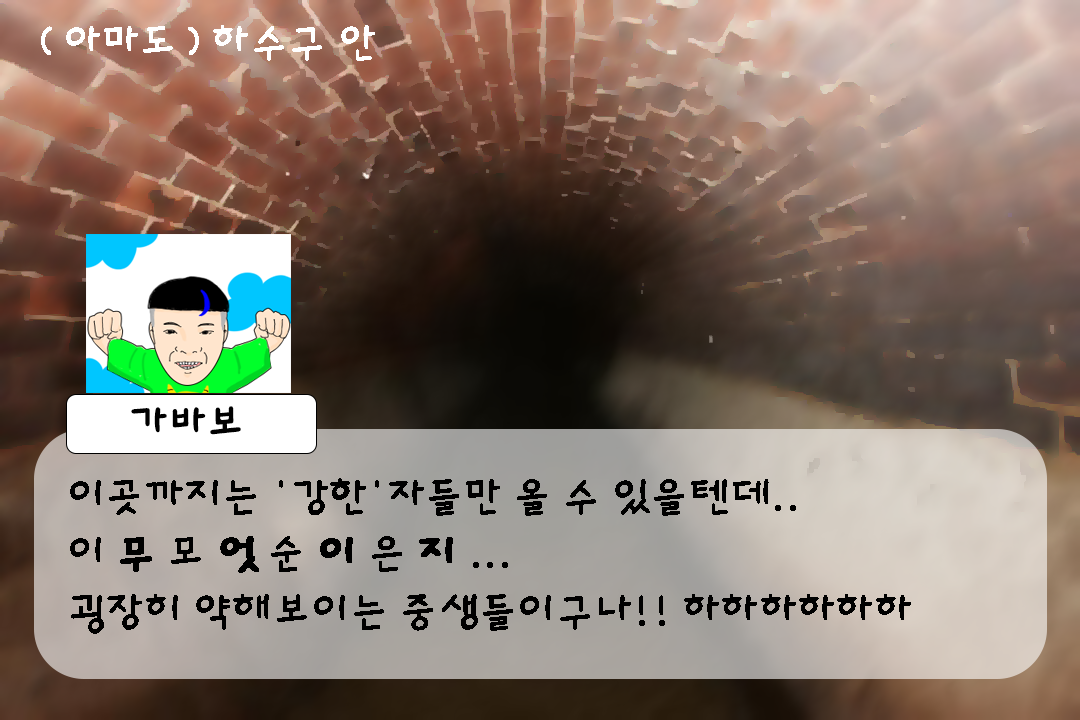 ( 아마도 ) 하수구 안
가바보
이곳까지는 '강한'자들만 올 수 있을텐데..
이 무 모 엇 순 이 은 지 ...
굉장히 약해보이는 중생들이구나!! 하하하하하하